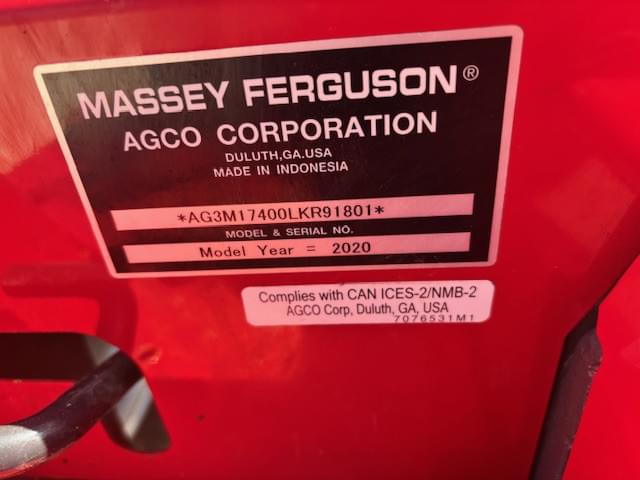 MASSEY FERGUSON®
AGCO CORPORATION
DULUTH,GA.USA
MADE IN INDONESIA
*AG3M17400LKR91801*
MODEL & SERIAL NO.
Model Year = 2020
Complies with CAN ICES-2/NMB-2
AGCO Corp, Duluth, GA, USA
7076531M1